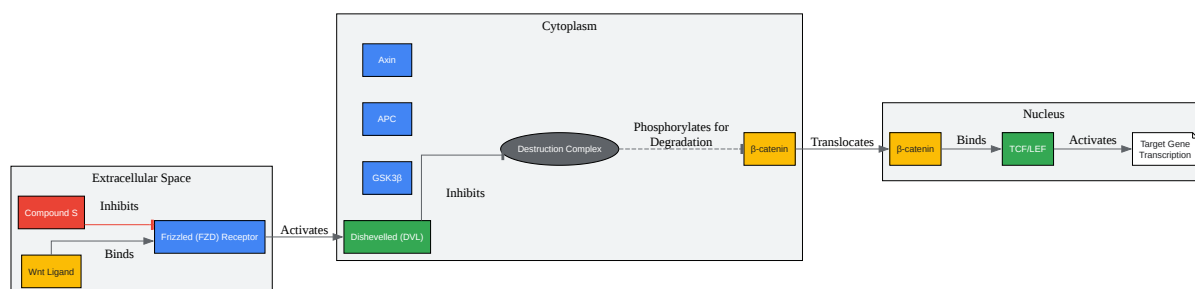 Extracellular Space
Compound S
Inhibits
Frizzled (FZD) Receptor
Binds
Wnt Ligand
Activates
Cytoplasm
Axin
APC
GSK3β
Dishevelled (DVL)
Inhibits
Destruction Complex
Phosphorylates for
Degradation
β-catenin
Translocates
Nucleus
β-catenin
Binds
TCF/LEF
Activates
Target Gene
Transcription